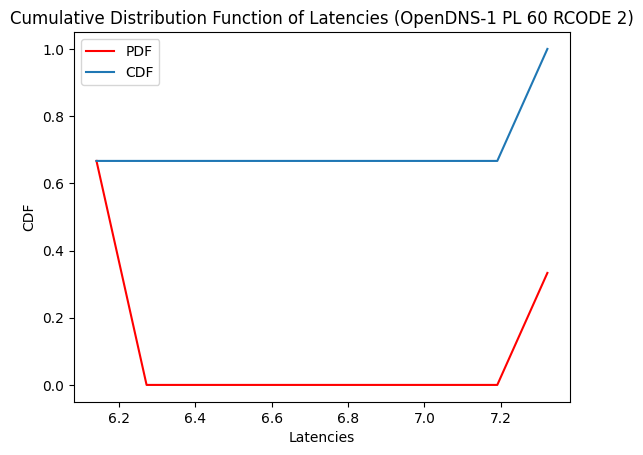 Cumulative Distribution Function of Latencies (OpenDNS-1 PL 60 RCODE 2)
PDF
CDF
1.0
0.8
0.6
0.4
0.2
0.0
CDF
6.2 6.4 6.6 6.8 7.0 7.2
Latencies